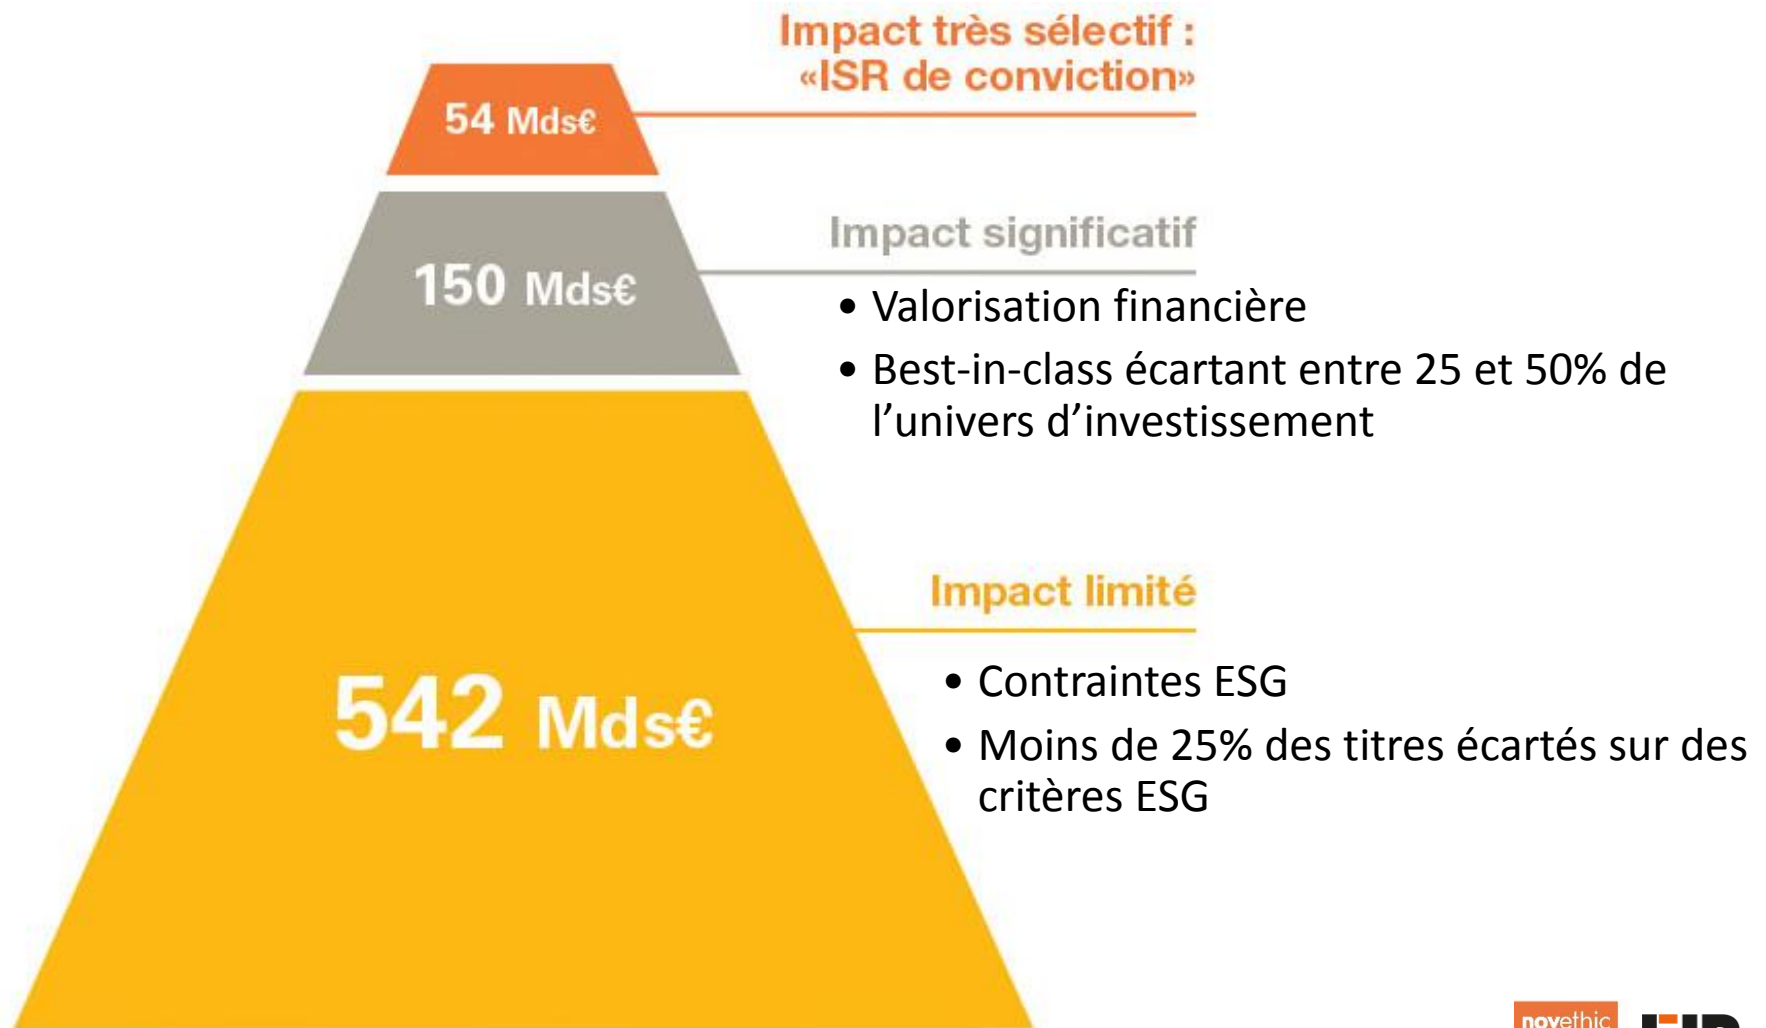 Impact très sélectif :
«ISR de conviction»
54 Mds€
Impact significatif
150 Mds€
• Valorisation financière
• Best-in-class écartant entre 25 et 50% de
l’univers d’investissement
Impact limité
• Contraintes ESG
542 Mds€
• Moins de 25% des titres écartés sur des
critères ESG
novethic